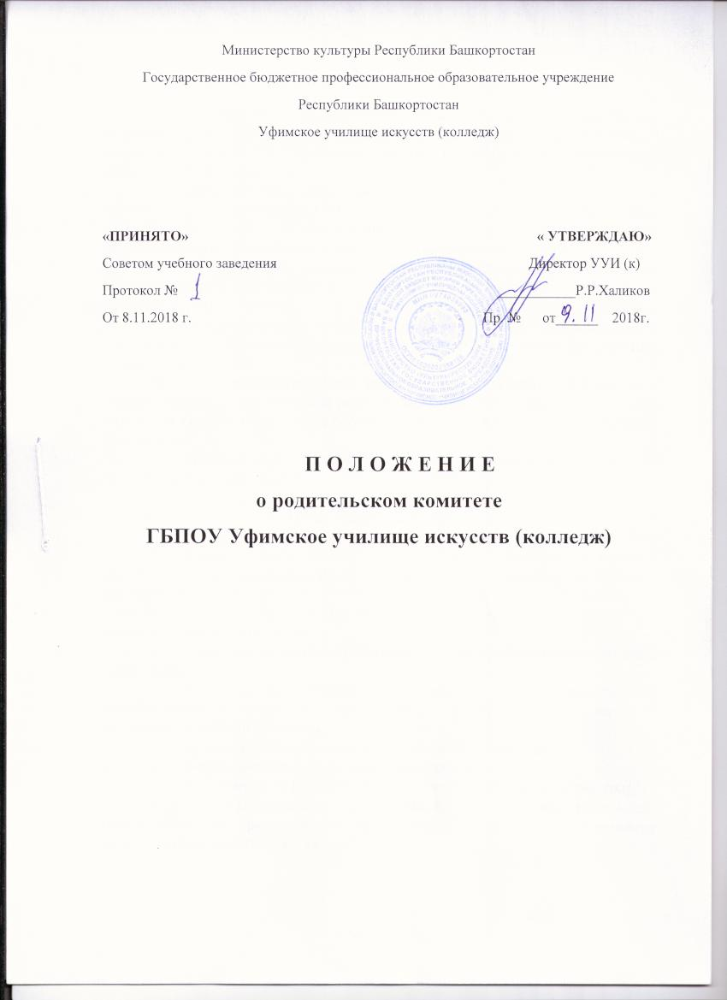 Министерство культуры Республики Башкортостан
Государственное бюджетное профессиональное образовательное учреждение
Республики Башкортостан
Уфимское училище искусств (колледж)
«ПРИНЯТО» « УТВЕРЖДАЮ»
Советом учебного заведения Директор УУИ (к)
Протокол № 1 ___________Р.Р.Халиков
От 8.11.2018 г. Пр. № от 9.11 2018г.
П О Л О Ж Е Н И Е
о родительском комитете
ГБПОУ Уфимское училище искусств (колледж)